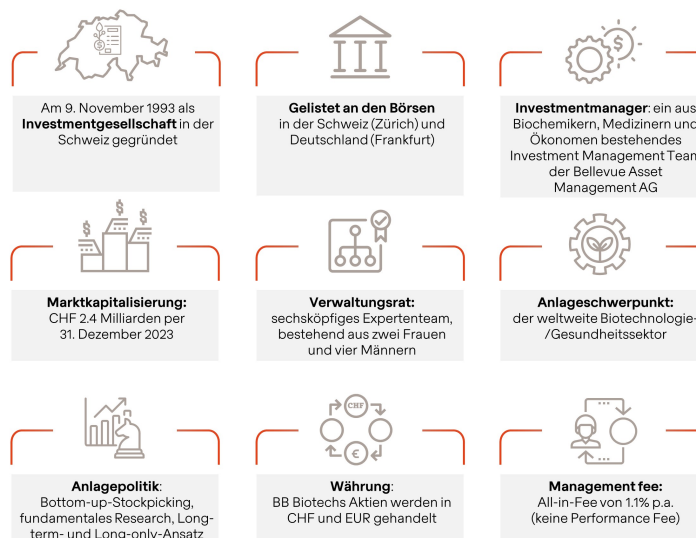 Am 9. November 1993 als
Investmentgesellschaft in der
Schweiz gegründet
Gelistet an den Börsen
in der Schweiz (Zürich) und
Deutschland (Frankfurt)
Investmentmanager: ein aus
Biochemikern, Medizinern und
Ökonomen bestehendes
Investment Management Team
der Bellevue Asset
Management AG
Marktkapitalisierung:
CHF 2.4 Milliarden per
31. Dezember 2023
Verwaltungsrat:
sechsköpfiges Expertenteam,
bestehend aus zwei Frauen
und vier Männern
Anlageschwerpunkt:
der weltweite Biotechnologie-
/Gesundheitssektor
CHF
€
Anlagepolitik:
Bottom-up-Stockpicking,
fundamentales Research, Long-
term- und Long-only-Ansatz
Währung:
BB Biotechs Aktien werden in
CHF und EUR gehandelt
Management fee:
All-in-Fee von 1.1% p.a.
(keine Performance Fee)